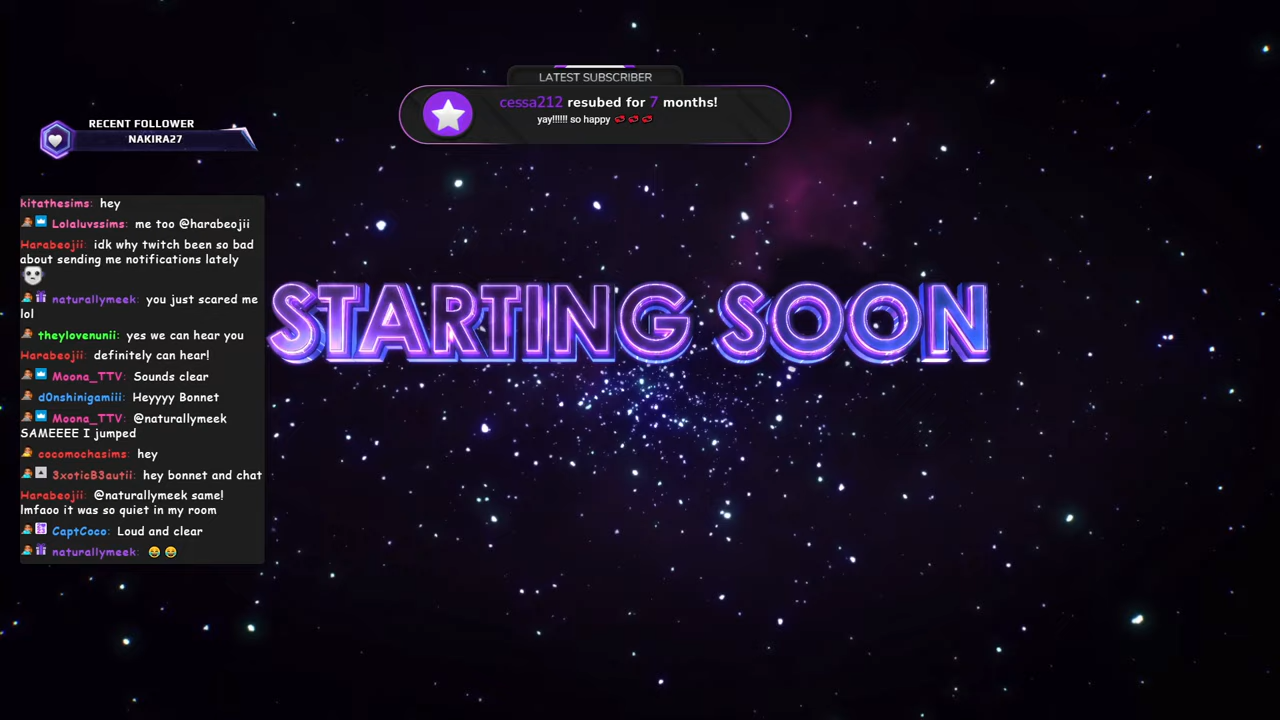 LATEST SUBSCRIBER
cessa212 resubed for 7 months!
yay!!!!!! so happy 💋💋💋
RECENT FOLLOWER
NAKIRA27
kitathesims: hey
Lolaluvssims: me too @harabeojii
Harabeojii: idk why twitch been so bad
about sending me notifications lately
naturallymeek: you just scared me
lol
theylovenunii: yes we can hear you
Harabeojii: definitely can hear!
Moona_TTV: Sounds clear
d0nshinigamiii: Heyyyy Bonnet
Moona_TTV: @naturallymeek
SAMEEEE I jumped
cocomochasims: hey
3xoticB3autii: hey bonnet and chat
Harabeojii: @naturallymeek same!
lmfaoo it was so quiet in my room
CaptCoco: Loud and clear
naturallymeek: 😂 😂
STARTING SOON